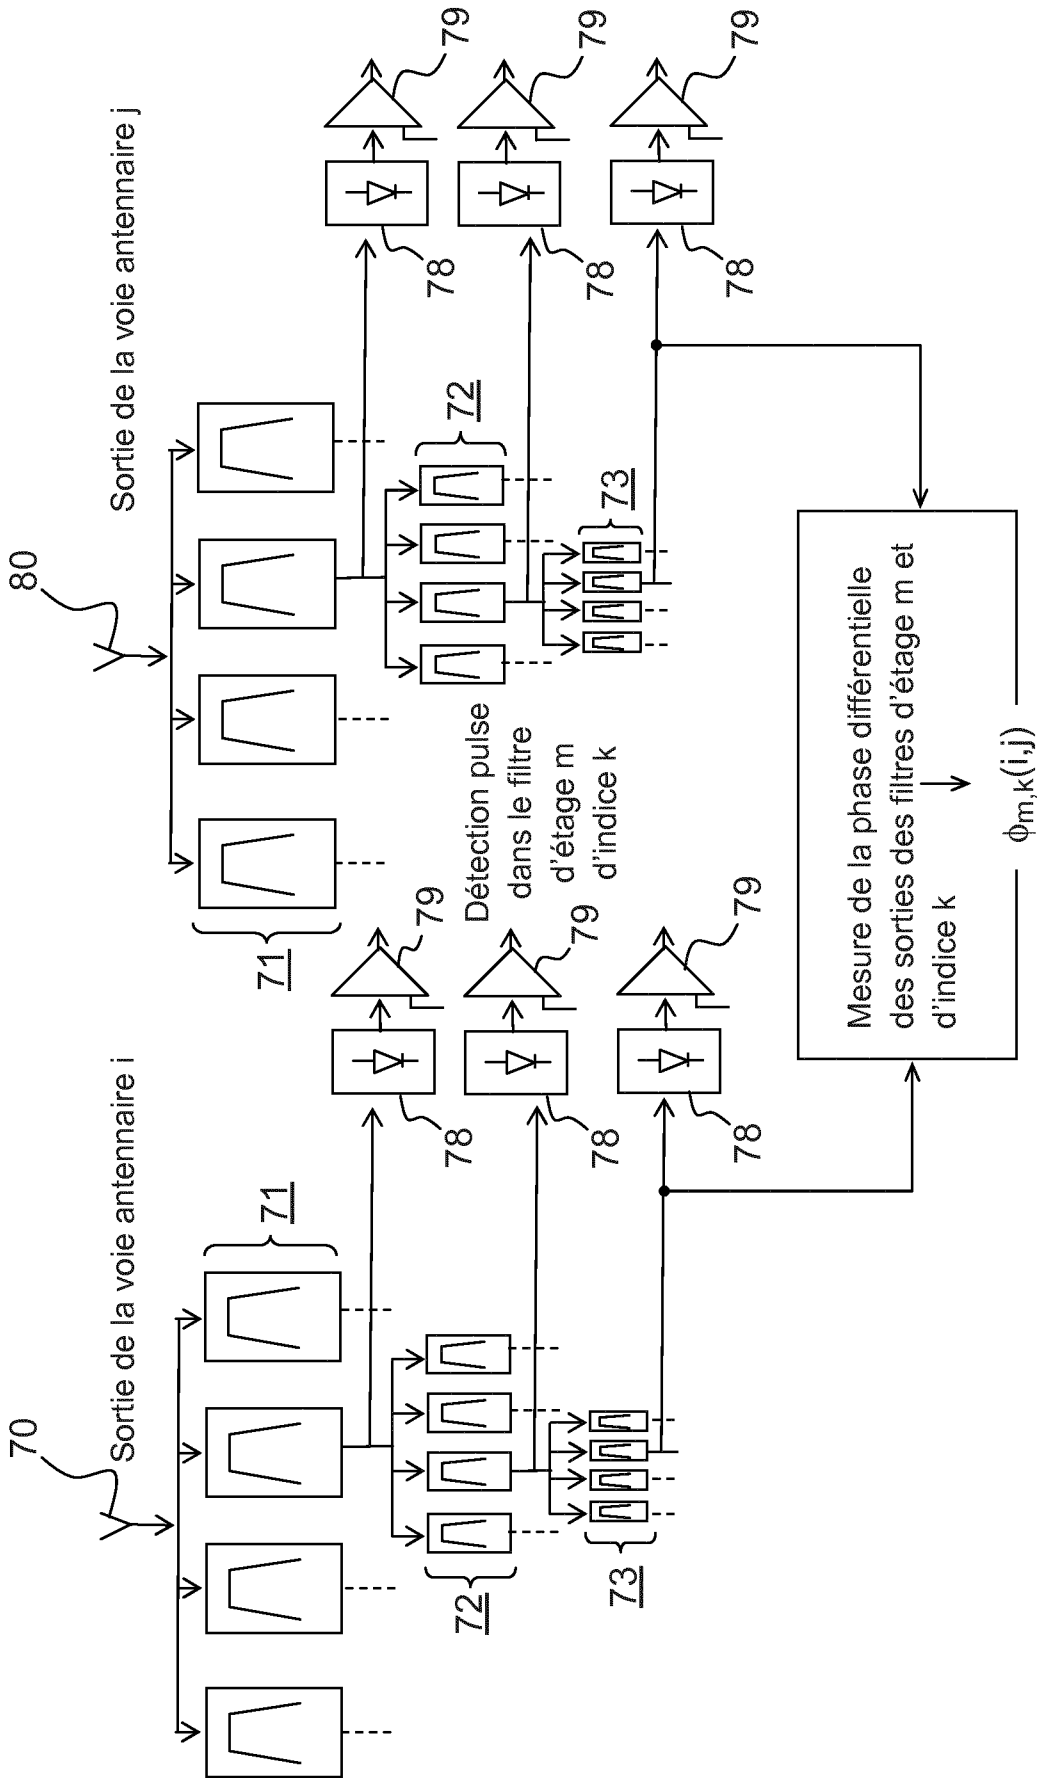 70
Sortie de la voie antennaire i
80
Sortie de la voie antennaire j
71
71
72
73
78
79
78
79
78
79
Détection pulse
dans le filtre
d'étage m
d'indice k
72
73
78
79
78
79
78
79
Mesure de la phase différentielle
des sorties des filtres d'étage m et
d'indice k
ϕm,k(i,j)